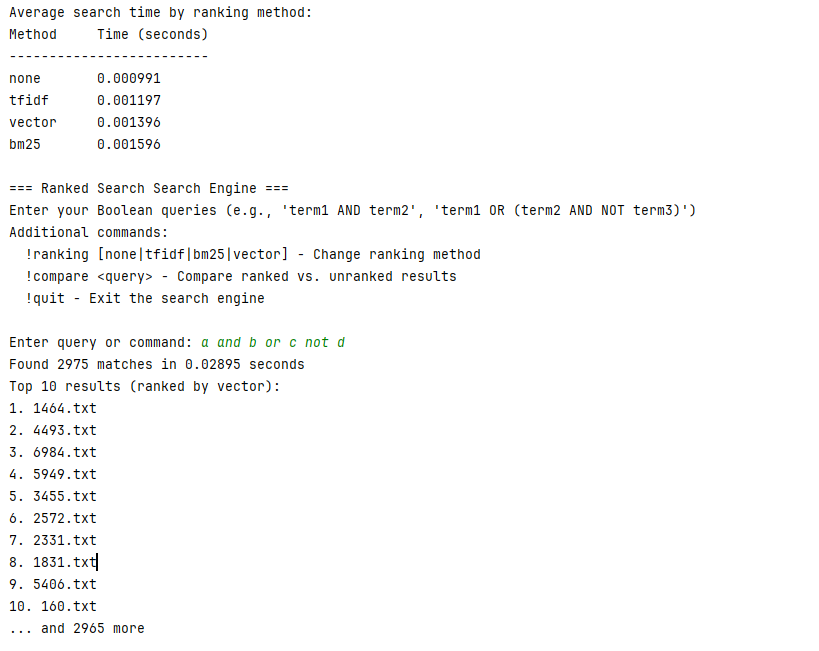 Average search time by ranking method:
Method     Time (seconds)
-------------------------
none       0.000991
tfidf      0.001197
vector     0.001396
bm25       0.001596

=== Ranked Search Search Engine ===
Enter your Boolean queries (e.g., 'term1 AND term2', 'term1 OR (term2 AND NOT term3)')
Additional commands:
  !ranking [none|tfidf|bm25|vector] - Change ranking method
  !compare <query> - Compare ranked vs. unranked results
  !quit - Exit the search engine

Enter query or command: a and b or c not d
Found 2975 matches in 0.02895 seconds
Top 10 results (ranked by vector):
1. 1464.txt
2. 4493.txt
3. 6984.txt
4. 5949.txt
5. 3455.txt
6. 2572.txt
7. 2331.txt
8. 1831.txt
9. 5406.txt
10. 160.txt
... and 2965 more